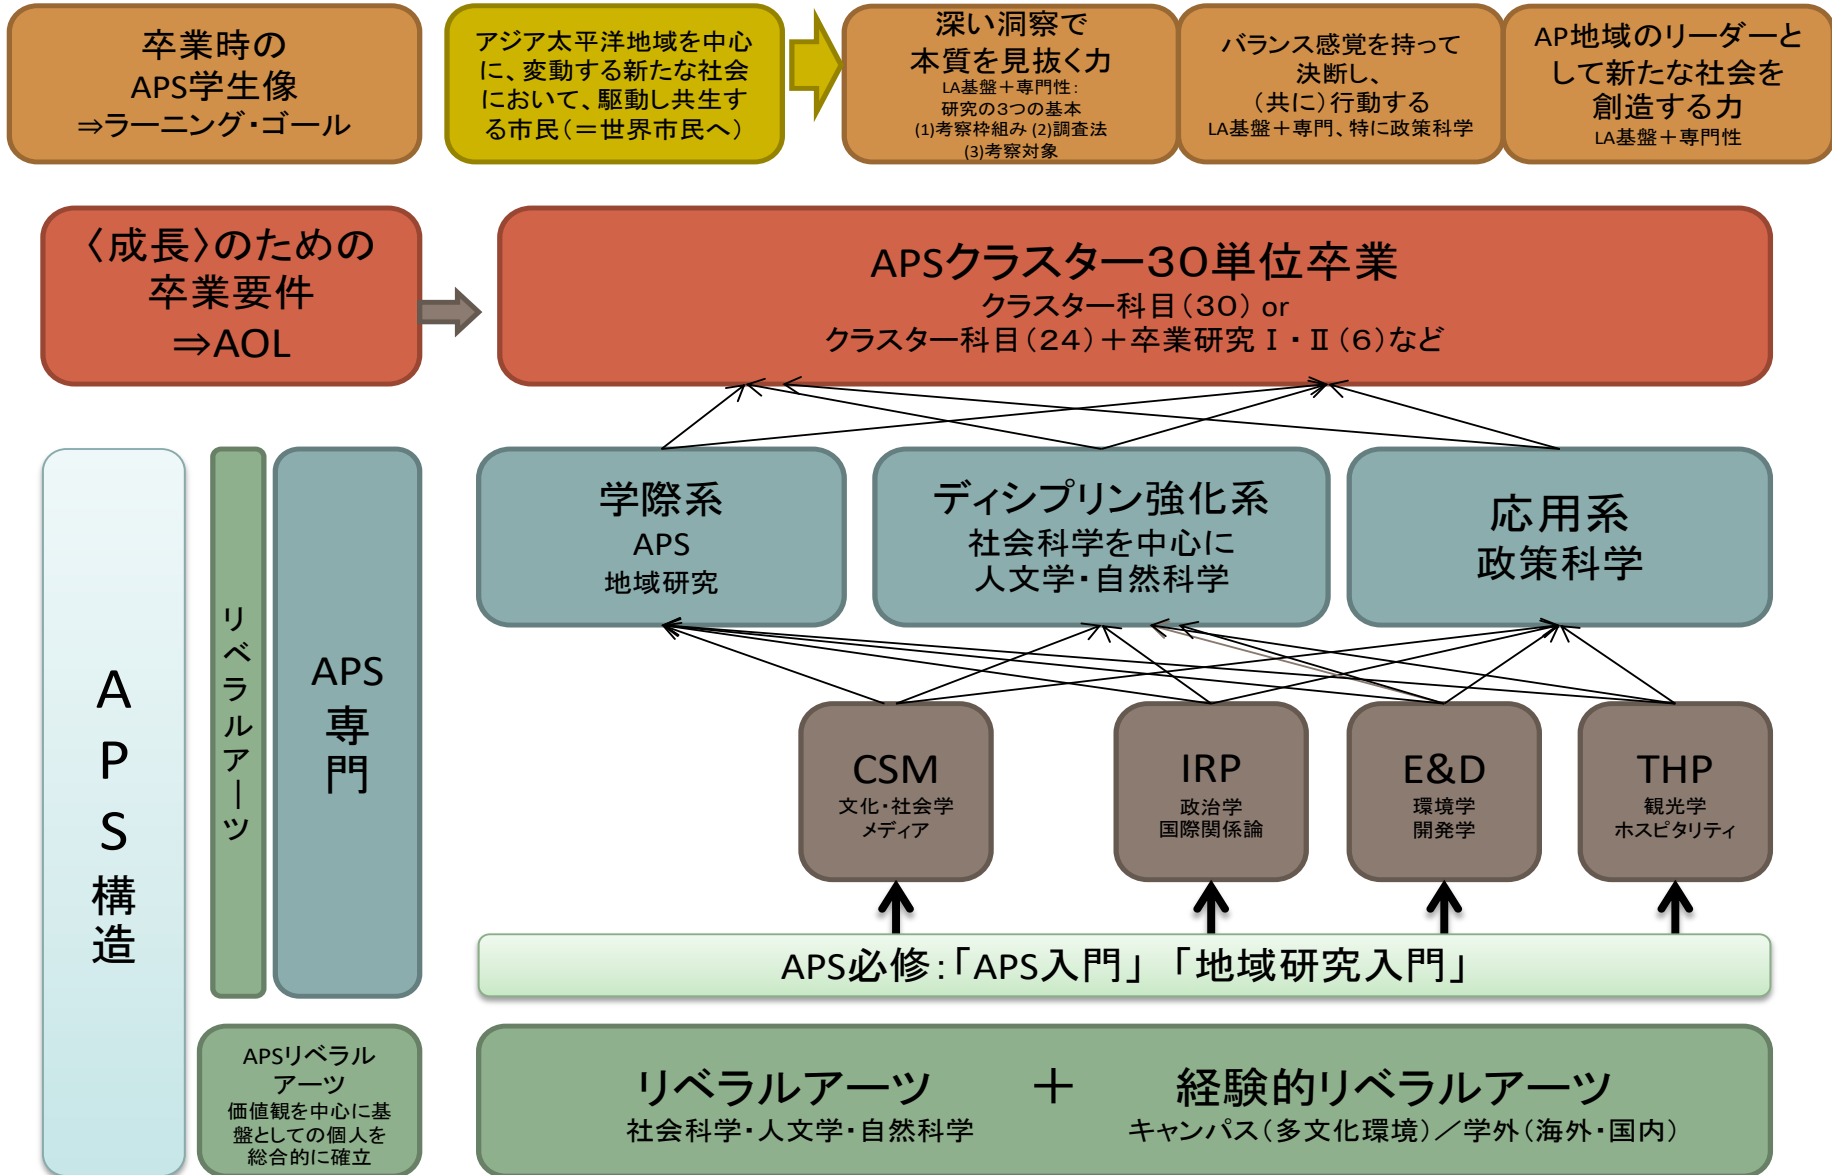 卒業時の
APS学生像
⇒ラーニング・ゴール
アジア太平洋地域を中心
に、変動する新たな社会
において、駆動し共生す
る市民(＝世界市民へ)
深い洞察で
本質を見抜く力
LA基盤＋専門性：
研究の３つの基本
(1)考察枠組み (2)調査法
(3)考察対象
バランス感覚を持って
決断し、
（共に）行動する
LA基盤＋専門、特に政策科学
AP地域のリーダーと
して新たな社会を
創造する力
LA基盤＋専門性
〈成長〉のための
卒業要件
⇒AOL
APSクラスター３０単位卒業
クラスター科目（３０） or
クラスター科目（２４）＋卒業研究Ⅰ・Ⅱ（６）など
APS構造
リベラルアーツ
APS
専
門
学際系
APS
地域研究
ディシプリン強化系
社会科学を中心に
人文学・自然科学
応用系
政策科学
CSM
文化・社会学
メディア
IRP
政治学
国際関係論
E&D
環境学
開発学
THP
観光学
ホスピタリティ
APS必修：「APS入門」「地域研究入門」
APSリベラル
アーツ
価値観を中心に基
盤としての個人を
総合的に確立
リベラルアーツ ＋ 経験的リベラルアーツ
社会科学・人文学・自然科学 キャンパス（多文化環境）／学外（海外・国内）